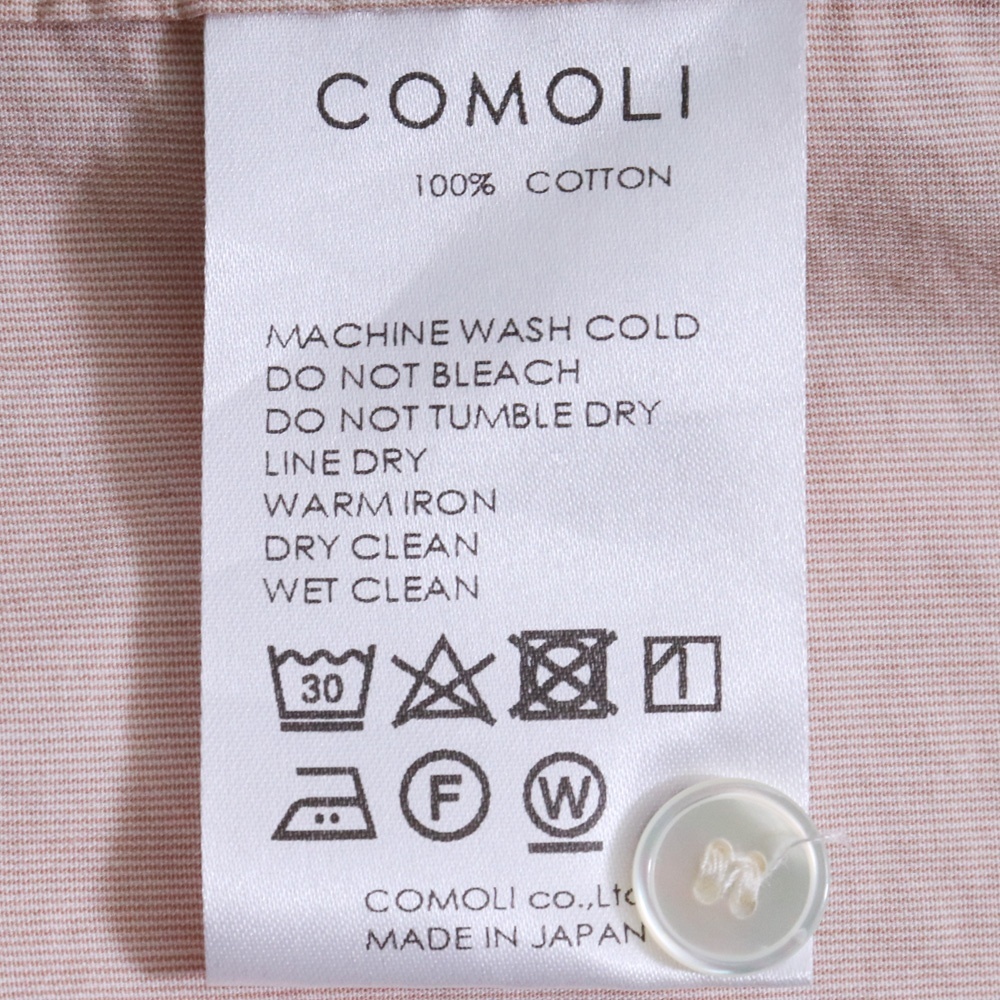 COMOLI
100% COTTON
MACHINE WASH COLD
DO NOT BLEACH
DO NOT TUMBLE DRY
LINE DRY
WARM IRON
DRY CLEAN
WET CLEAN
30
F W
COMOLI co.,Ltd
MADE IN JAPAN